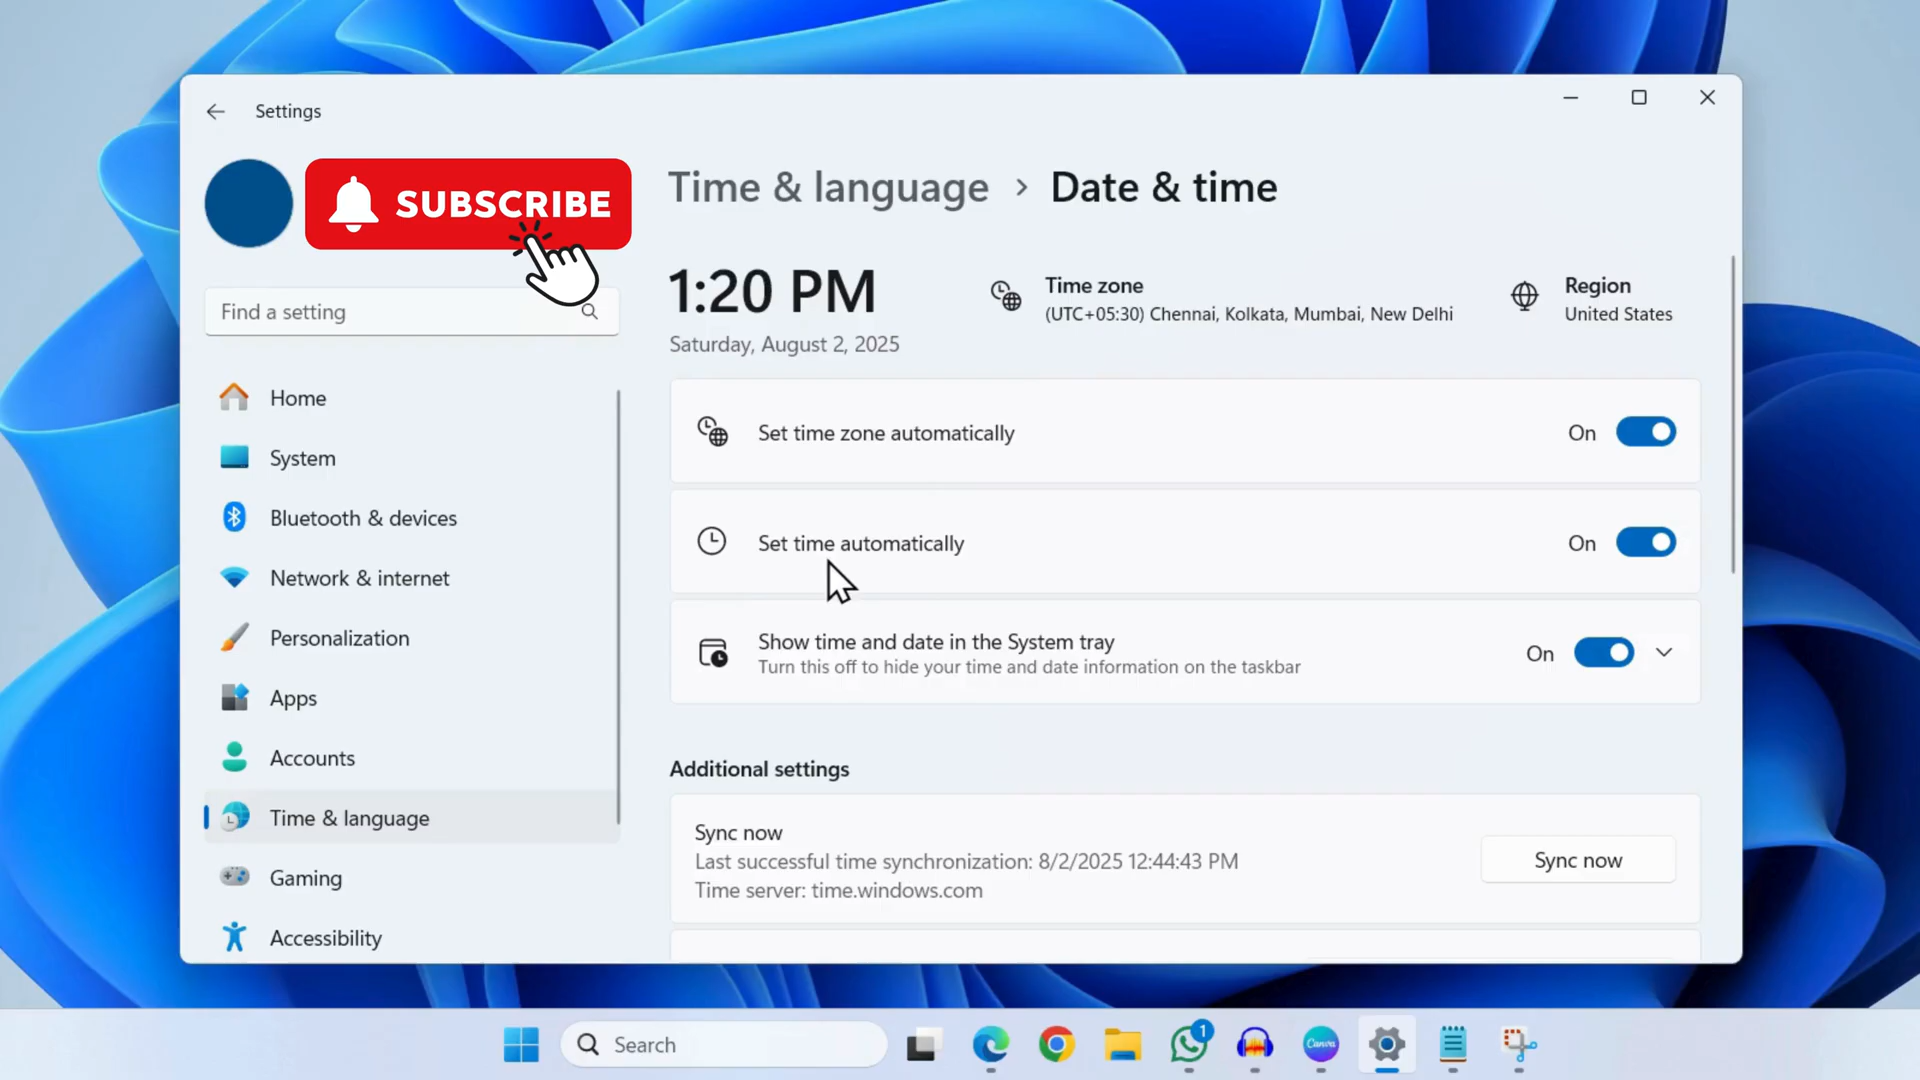 Settings
SUBSCRIBE
Find a setting
Home
System
Bluetooth & devices
Network & internet
Personalization
Apps
Accounts
Time & language
Gaming
Accessibility
Time & language > Date & time
1:20 PM
Saturday, August 2, 2025
Time zone
(UTC+05:30) Chennai, Kolkata, Mumbai, New Delhi
Region
United States
Set time zone automatically On
Set time automatically On
Show time and date in the System tray On
Turn this off to hide your time and date information on the taskbar
Additional settings
Sync now
Last successful time synchronization: 8/2/2025 12:44:43 PM
Time server: time.windows.com
Sync now
Search
1
Canva